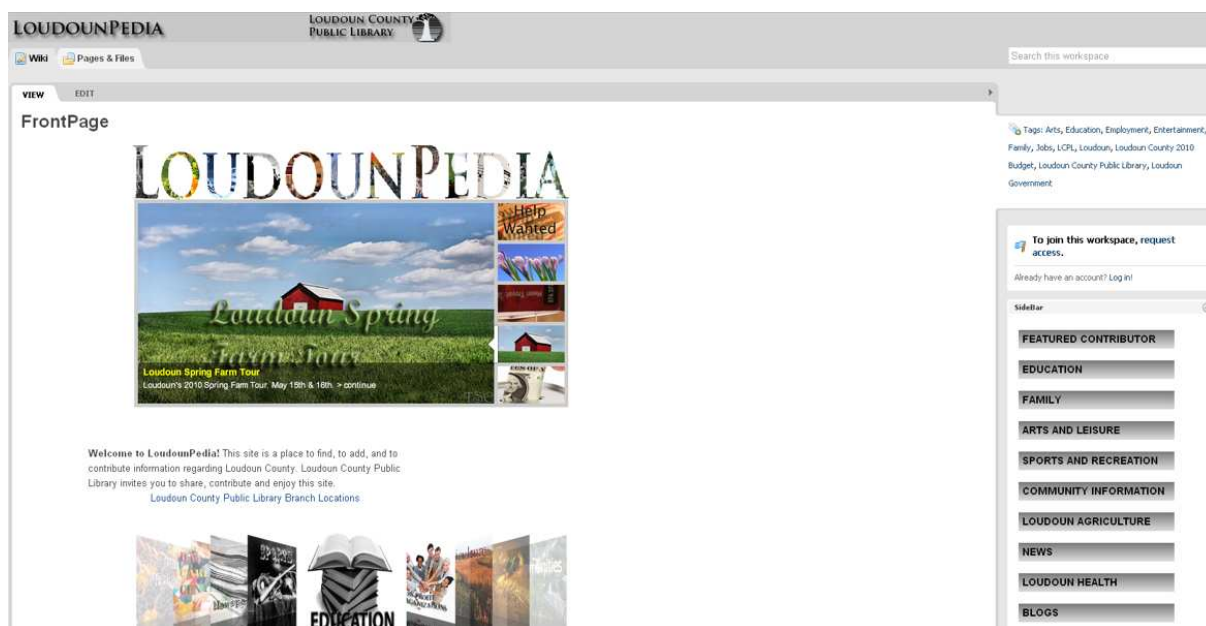 LOUDOUNPEDIA
LOUDOUN COUNTY
PUBLIC LIBRARY
Wiki
Pages & Files
Search this workspace
VIEW
EDIT
FrontPage
LOUDOUNPEDIA
Help
Wanted
Loudoun Spring
Farm Tour
Loudoun Spring Farm Tour
Loudoun's 2010 Spring Farm Tour May 15th & 16th. > continue
Tags: Arts, Education, Employment, Entertainment,
Family, Jobs, LCPL, Loudoun, Loudoun County 2010
Budget, Loudoun County Public Library, Loudoun
Government
To join this workspace, request
access.
Already have an account? Log in!
SideBar
FEATURED CONTRIBUTOR
EDUCATION
FAMILY
ARTS AND LEISURE
SPORTS AND RECREATION
COMMUNITY INFORMATION
LOUDOUN AGRICULTURE
NEWS
LOUDOUN HEALTH
BLOGS
Welcome to LoudounPedia! This site is a place to find, to add, and to
contribute information regarding Loudoun County. Loudoun County Public
Library invites you to share, contribute and enjoy this site.
Loudoun County Public Library Branch Locations
SPORTS
EDUCATION